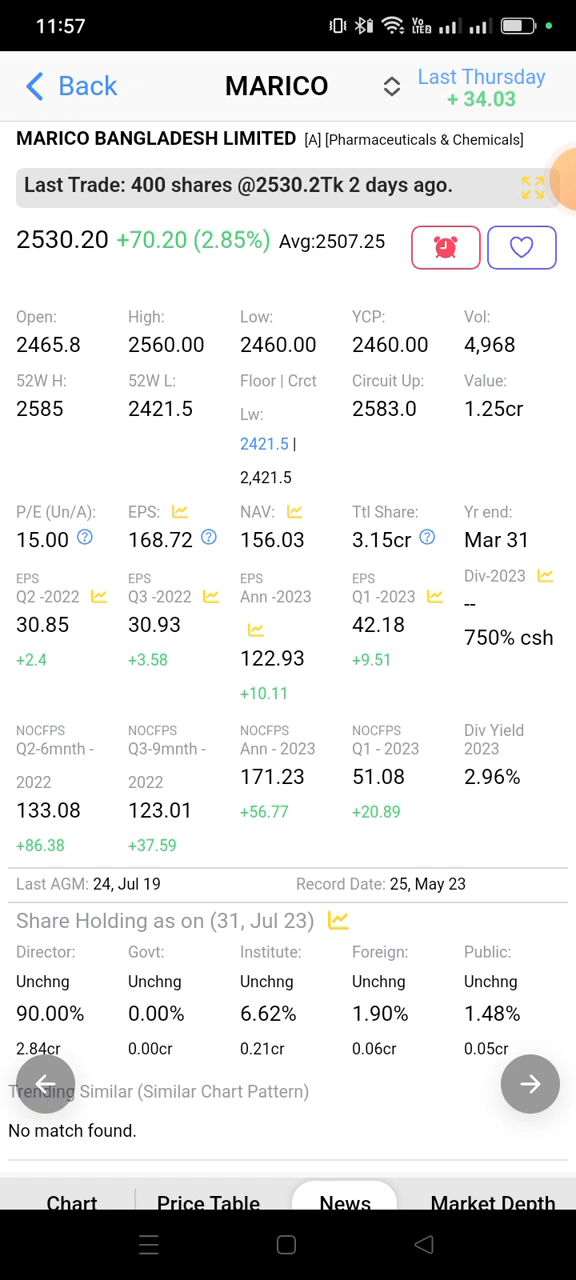 11:57
Vo LTE2
Back
MARICO
Last Thursday
+ 34.03
MARICO BANGLADESH LIMITED [A] [Pharmaceuticals & Chemicals]
Last Trade: 400 shares @2530.2Tk 2 days ago.
2530.20 +70.20 (2.85%) Avg:2507.25
Open: High: Low: YCP: Vol:
2465.8 2560.00 2460.00 2460.00 4,968
52W H: 52W L: Floor | Crct Lw: Circuit Up: Value:
2585 2421.5 2421.5 | 2,421.5 2583.0 1.25cr
P/E (Un/A): EPS: NAV: Ttl Share: Yr end:
15.00 168.72 156.03 3.15cr Mar 31
EPS Q2 -2022 EPS Q3 -2022 EPS Ann -2023 EPS Q1 -2023 Div-2023
30.85 30.93 122.93 42.18 --
+2.4 +3.58 +10.11 +9.51 750% csh
NOCFPS Q2-6mnth - 2022 NOCFPS Q3-9mnth - 2022 NOCFPS Ann - 2023 NOCFPS Q1 - 2023 Div Yield 2023
133.08 123.01 171.23 51.08 2.96%
+86.38 +37.59 +56.77 +20.89
Last AGM: 24, Jul 19 Record Date: 25, May 23
Share Holding as on (31, Jul 23)
Director: Govt: Institute: Foreign: Public:
Unchng Unchng Unchng Unchng Unchng
90.00% 0.00% 6.62% 1.90% 1.48%
2.84cr 0.00cr 0.21cr 0.06cr 0.05cr
Trending Similar (Similar Chart Pattern)
No match found.
Chart Price Table News Market Depth